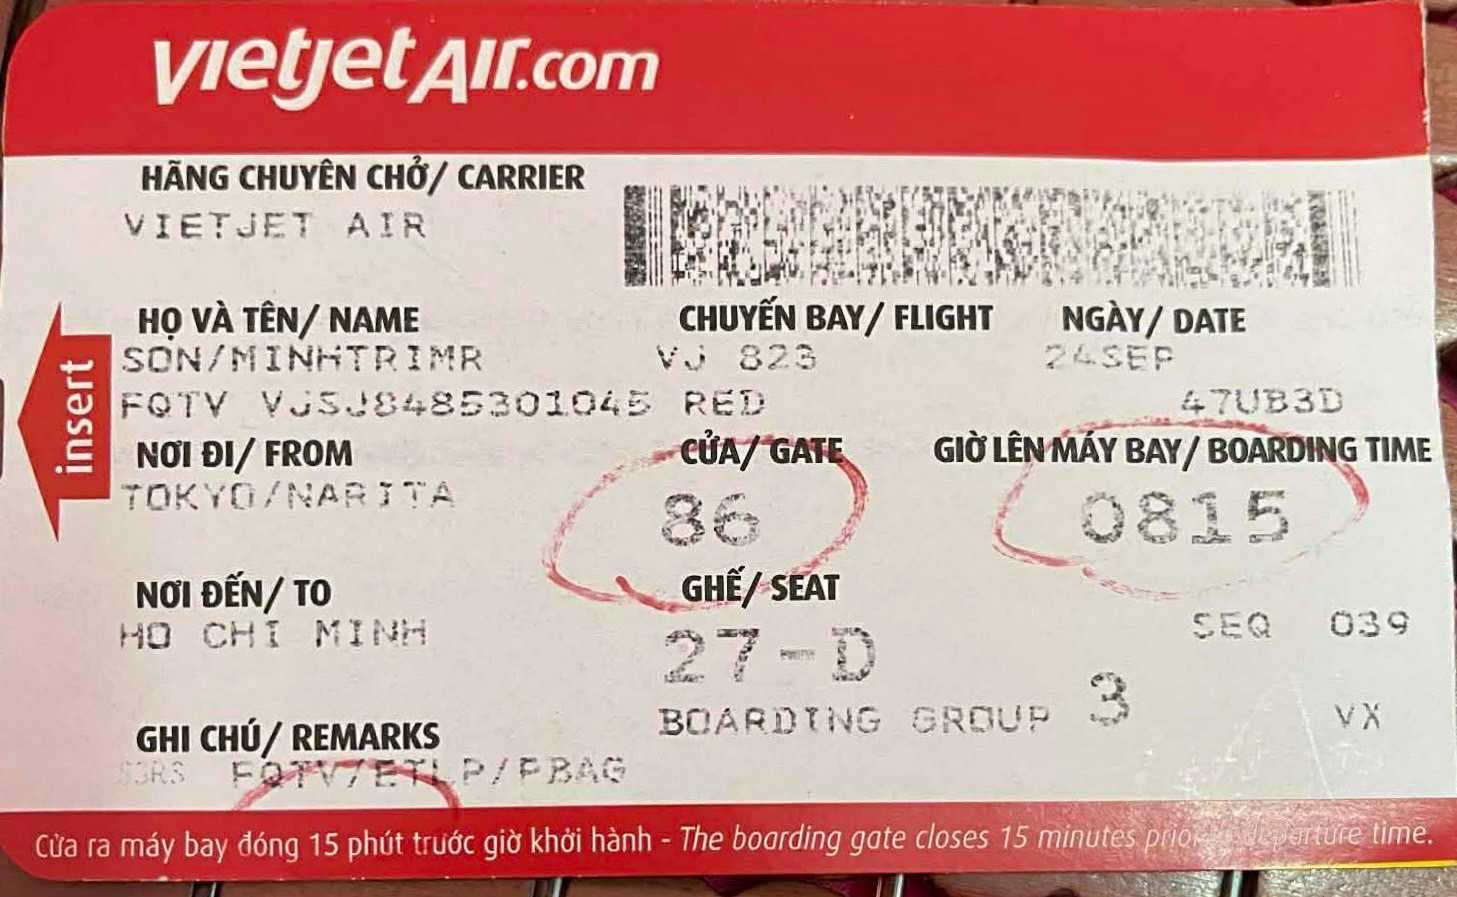 vietjetAir.com
HÃNG CHUYÊN CHỞ/ CARRIER
VIETJET AIR
HỌ VÀ TÊN/ NAME CHUYẾN BAY/ FLIGHT NGÀY/ DATE
SON/MINHTRIMR VJ 823 24SEP
FQTV VJSJ8485301045 RED 47UB3D
insert
NƠI ĐI/ FROM CỬA/ GATE GIỜ LÊN MÁY BAY/ BOARDING TIME
TOKYO/NARITA 86 0815
NƠI ĐẾN/ TO GHẾ/ SEAT
HO CHI MINH 27-D SEQ 039
BOARDING GROUP 3 VX
GHI CHÚ/ REMARKS
FQTV/ETLP/PBAG
Cửa ra máy bay đóng 15 phút trước giờ khởi hành - The boarding gate closes 15 minutes prior to departure time.